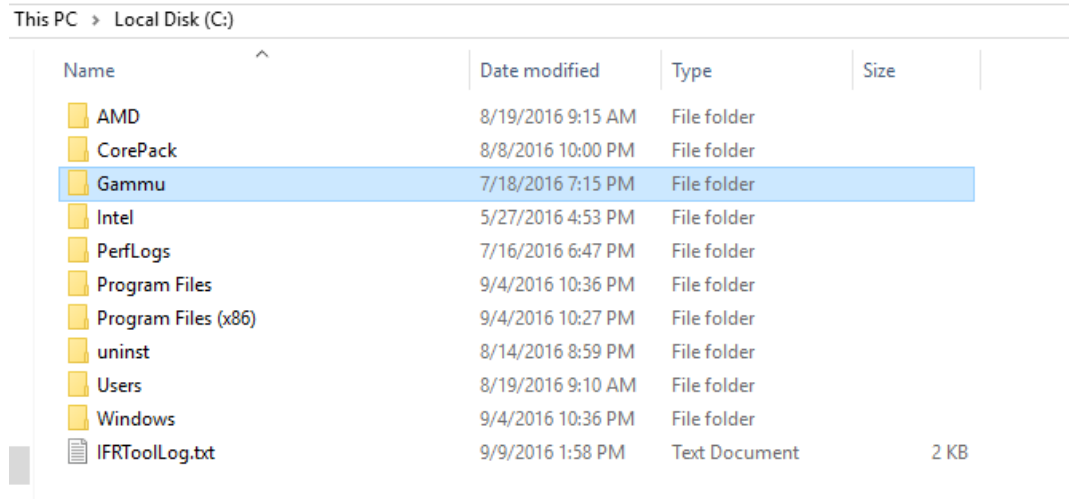 This PC > Local Disk (C:)
Name Date modified Type Size
AMD 8/19/2016 9:15 AM File folder
CorePack 8/8/2016 10:00 PM File folder
Gammu 7/18/2016 7:15 PM File folder
Intel 5/27/2016 4:53 PM File folder
PerfLogs 7/16/2016 6:47 PM File folder
Program Files 9/4/2016 10:36 PM File folder
Program Files (x86) 9/4/2016 10:27 PM File folder
uninst 8/14/2016 8:59 PM File folder
Users 8/19/2016 9:10 AM File folder
Windows 9/4/2016 10:36 PM File folder
IFRToolLog.txt 9/9/2016 1:58 PM Text Document 2 KB